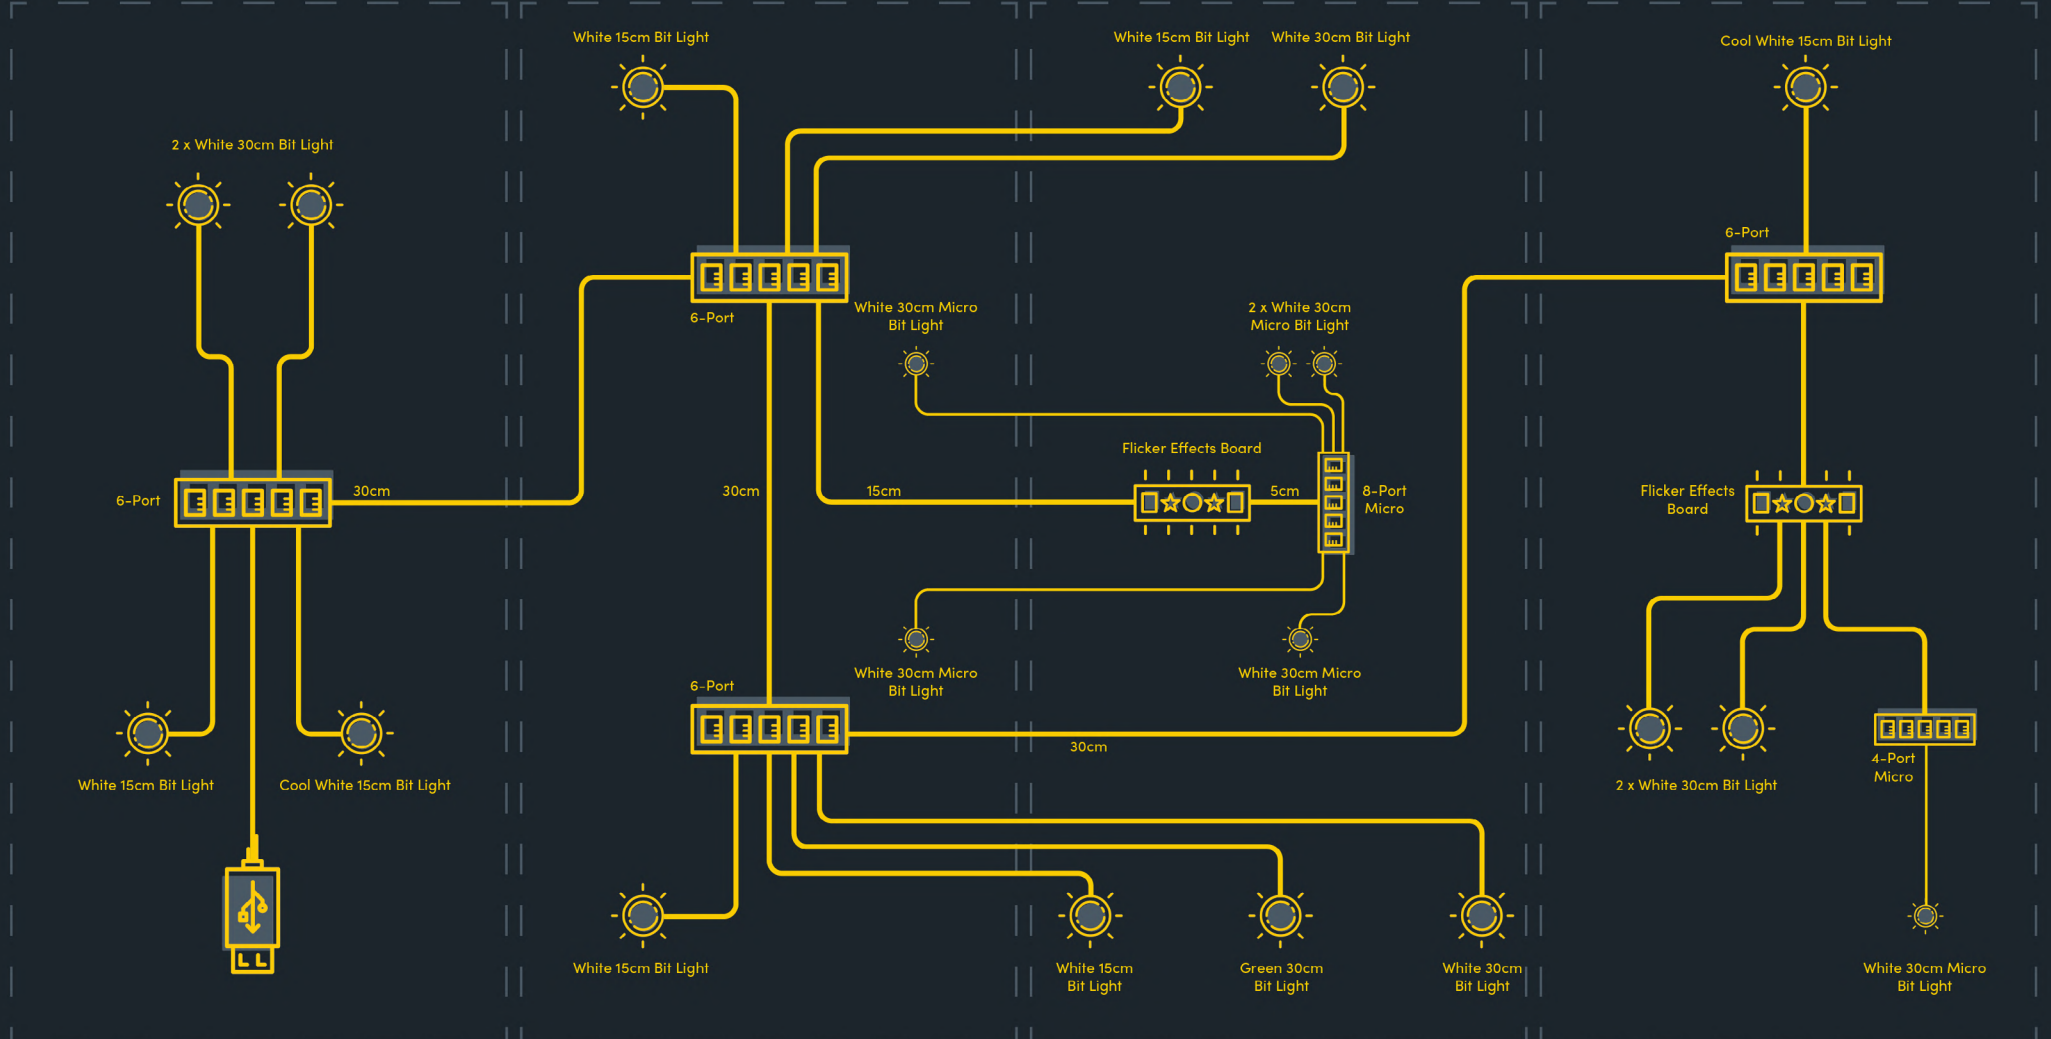 White 15cm Bit Light
White 15cm Bit Light
White 30cm Bit Light
Cool White 15cm Bit Light
2 x White 30cm Bit Light
6-Port
6-Port
White 30cm Micro
Bit Light
2 x White 30cm
Micro Bit Light
Flicker Effects Board
6-Port
30cm
30cm
15cm
5cm
8-Port
Micro
Flicker Effects
Board
White 30cm Micro
Bit Light
White 30cm Micro
Bit Light
6-Port
30cm
White 15cm Bit Light
Cool White 15cm Bit Light
2 x White 30cm Bit Light
4-Port
Micro
White 15cm Bit Light
White 15cm
Bit Light
Green 30cm
Bit Light
White 30cm
Bit Light
White 30cm Micro
Bit Light